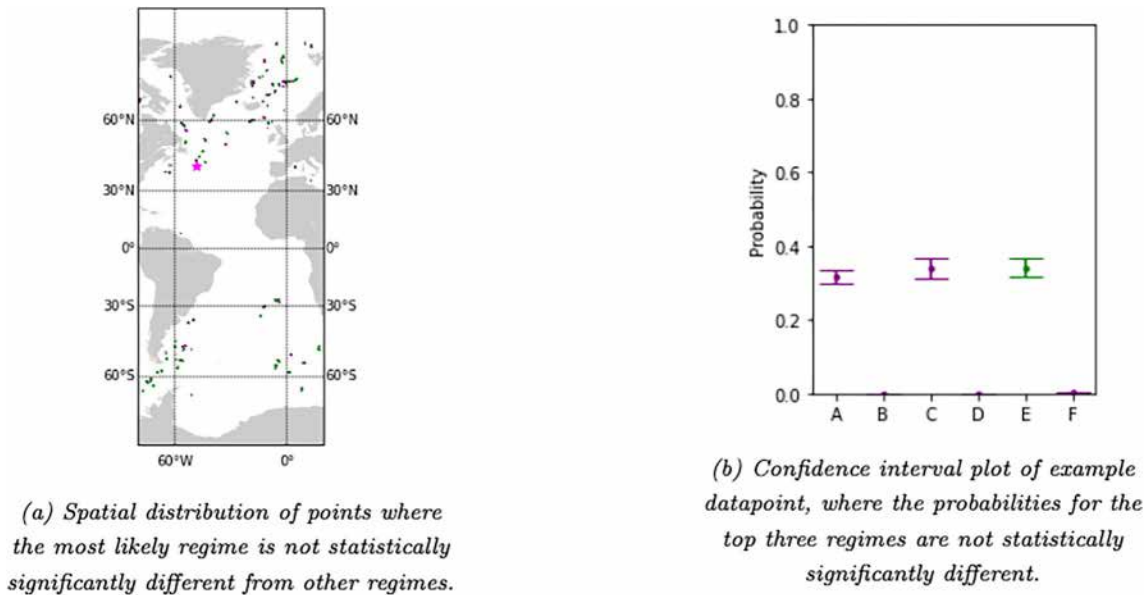 60°N
60°N
30°N
30°N
0°
0°
30°S
30°S
60°S
60°S
60°W
0°
(a) Spatial distribution of points where
the most likely regime is not statistically
significantly different from other regimes.
1.0
0.8
0.6
0.4
0.2
0.0
Probability
A B C D E F
(b) Confidence interval plot of example
datapoint, where the probabilities for the
top three regimes are not statistically
significantly different.